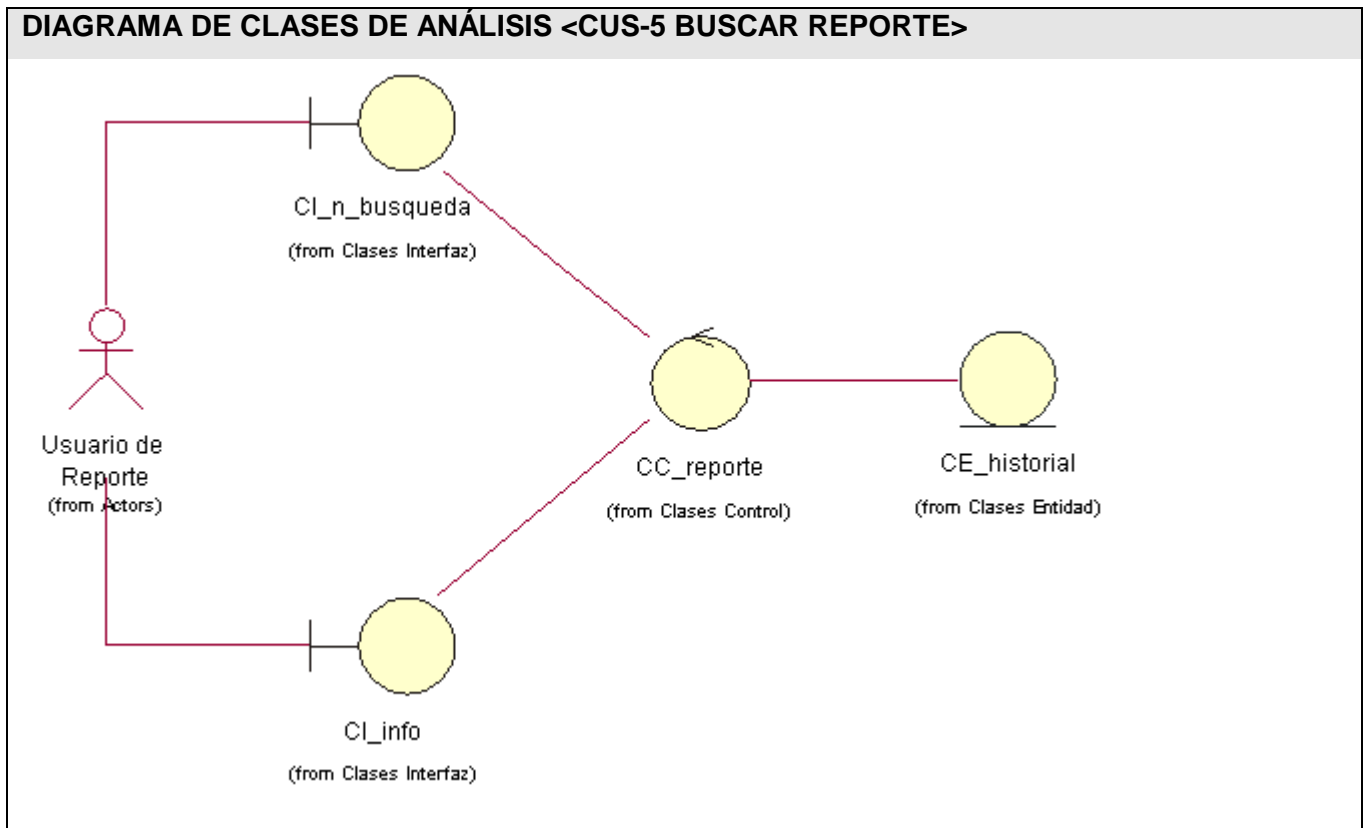 DIAGRAMA DE CLASES DE ANÁLISIS <CUS-5 BUSCAR REPORTE>
CI_n_busqueda
(from Clases Interfaz)
Usuario de
Reporte
(from Actors)
CC_reporte
(from Clases Control)
CE_historial
(from Clases Entidad)
CI_info
(from Clases Interfaz)